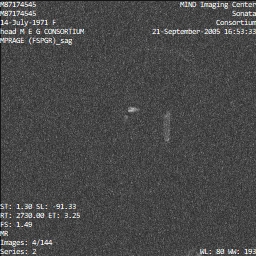 M87174545
M87174545
14-July-1971 F
head M E G CONSORTIUM
MPRAGE (FSPGR)_sag
MIND Imaging Center
Sonata
Consortium
21-September-2005 16:53:33
ST: 1.30 SL: -91.33
RT: 2730.00 ET: 3.25
FS: 1.49
MR
Images: 4/144
Series: 2
WL: 80 WW: 193